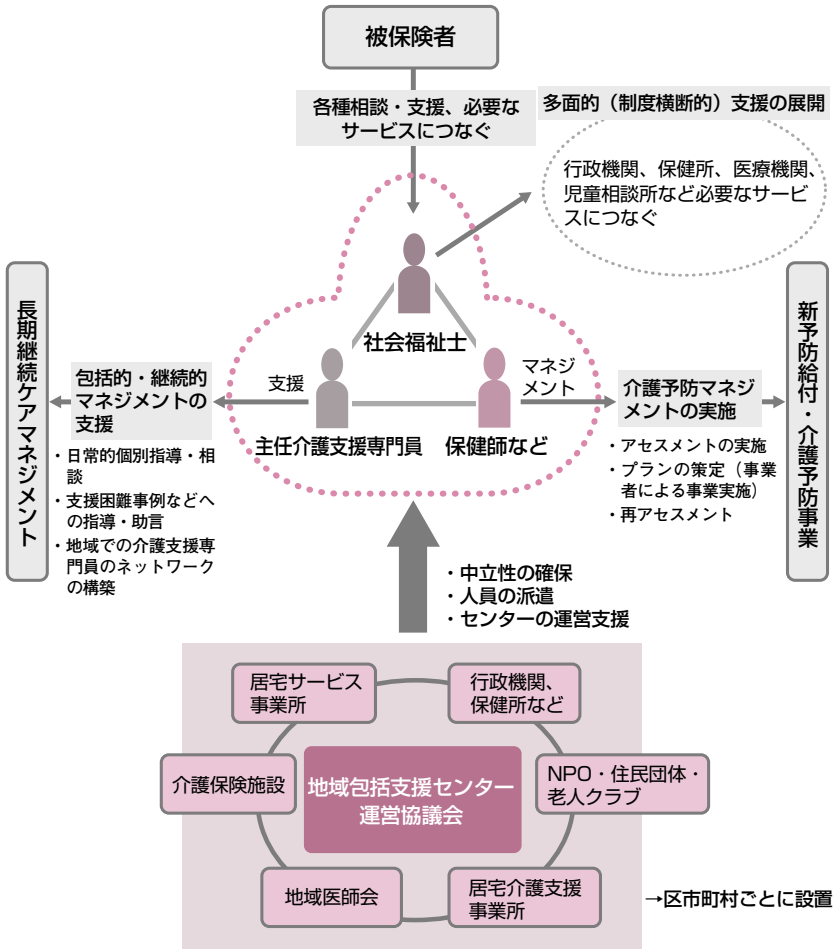 被保険者
各種相談・支援、必要な
サービスにつなぐ
多面的（制度横断的）支援の展開
行政機関、保健所、医療機関、
児童相談所など必要なサービ
スにつなぐ
社会福祉士
主任介護支援専門員
保健師など
支援
マネジ
メント
長期継続ケアマネジメント
包括的・継続的
マネジメントの
支援
・日常的個別指導・相
談
・支援困難事例などへ
の指導・助言
・地域での介護支援専
門員のネットワーク
の構築
介護予防マネジ
メントの実施
・アセスメントの実施
・プランの策定（事業
者による事業実施）
・再アセスメント
新予防給付・介護予防事業
・中立性の確保
・人員の派遣
・センターの運営支援
居宅サービス
事業所
行政機関、
保健所など
介護保険施設
地域包括支援センター
運営協議会
NPO・住民団体・
老人クラブ
地域医師会
居宅介護支援
事業所
→区市町村ごとに設置